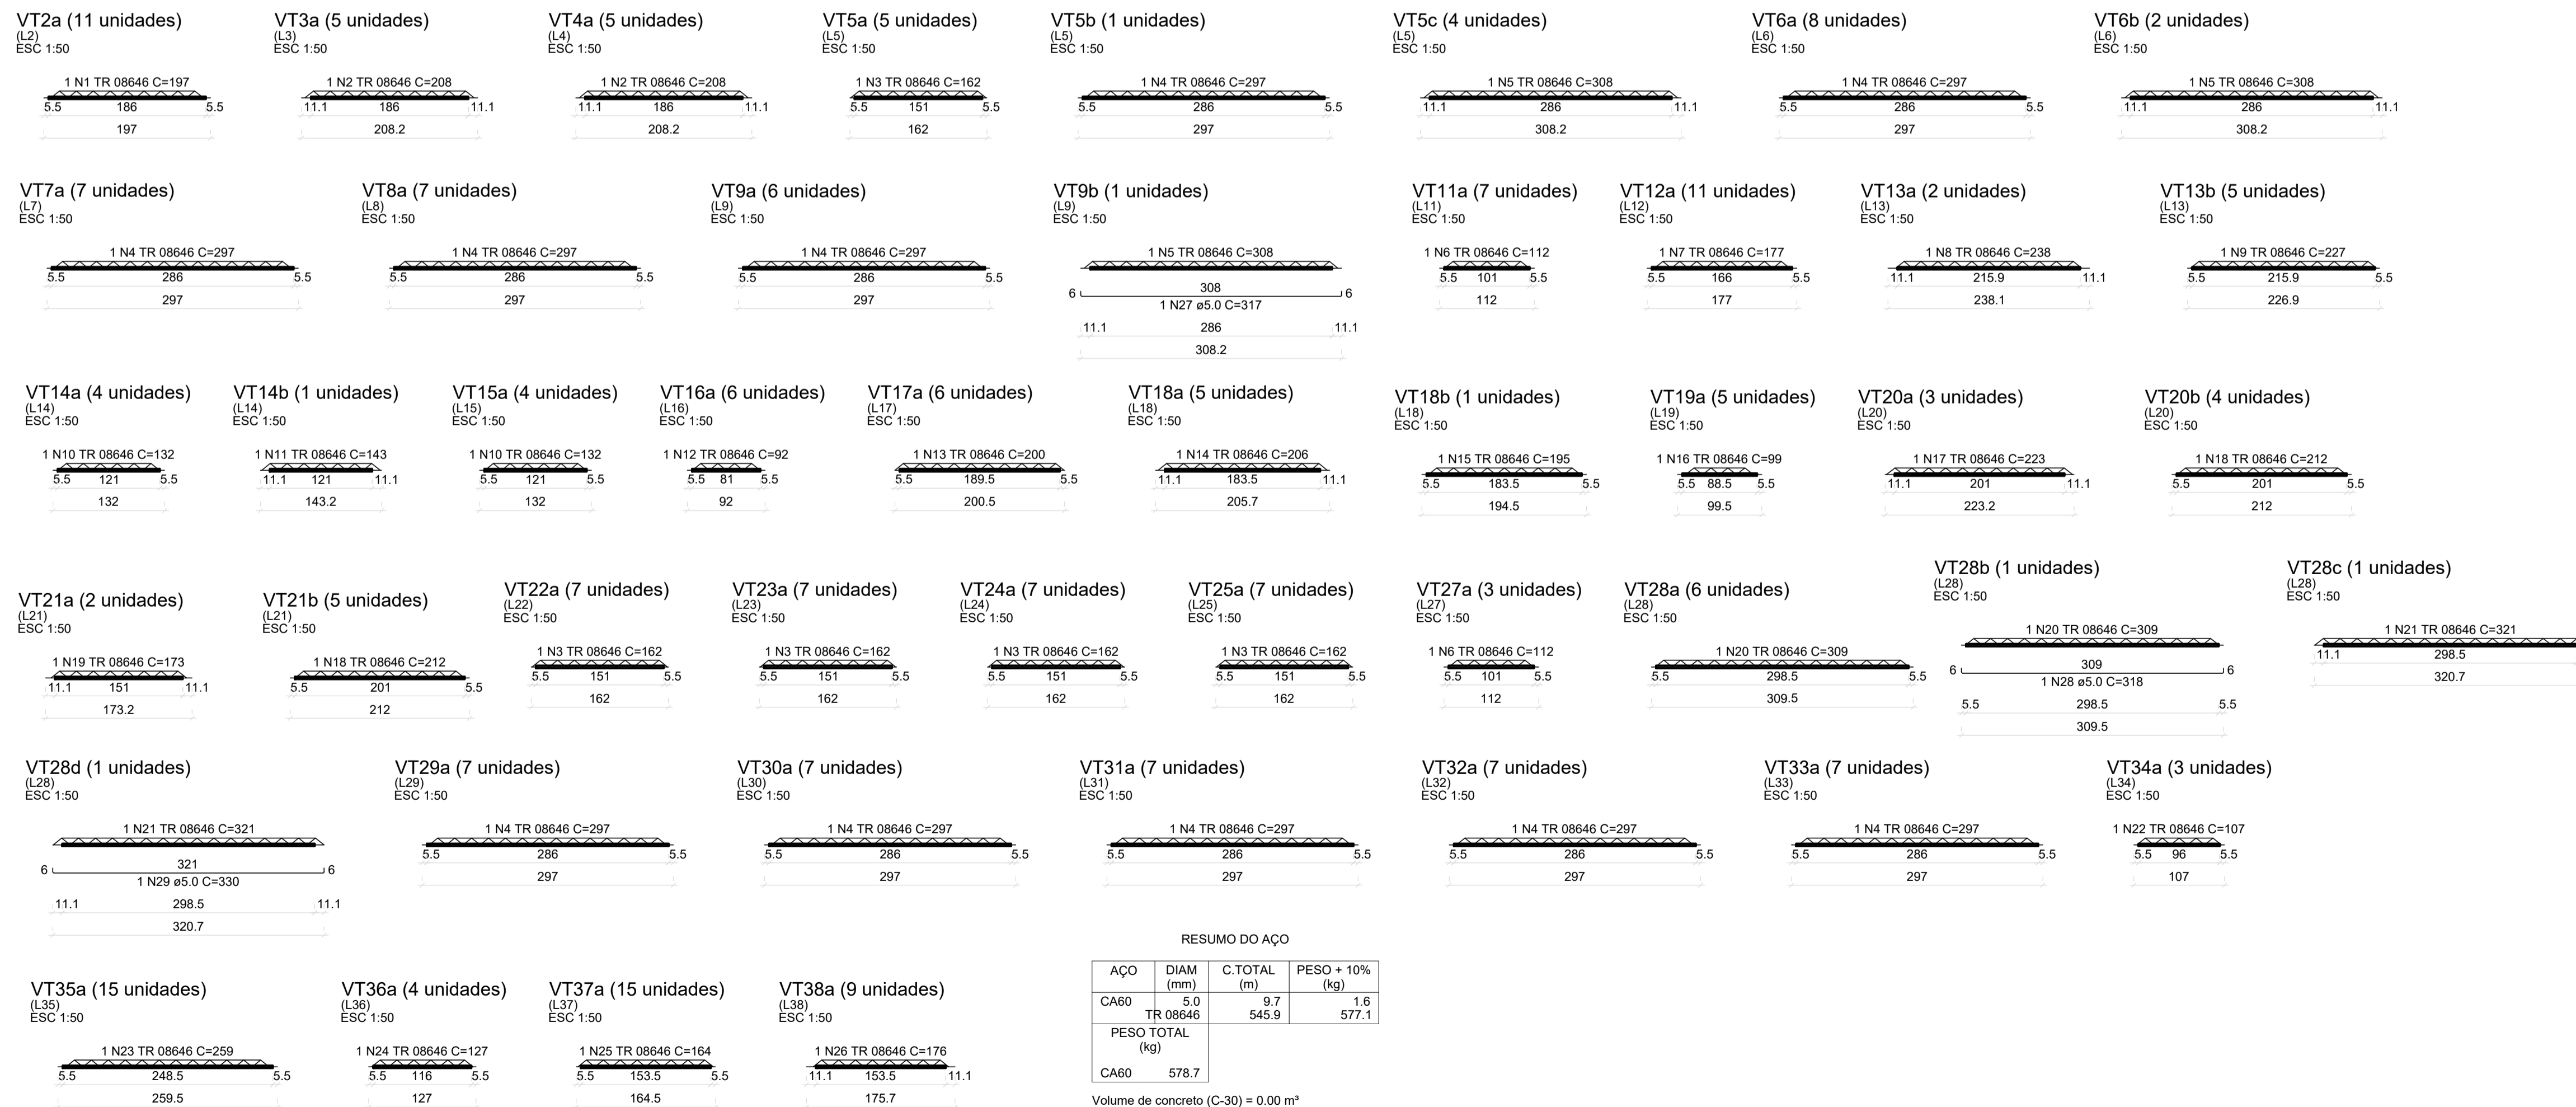 VT2a (11 unidades)
(L2)
ESC 1:50
1 N1 TR 08646 C=197
5.5 186 5.5
197
VT3a (5 unidades)
(L3)
ESC 1:50
1 N2 TR 08646 C=208
11.1 186 11.1
208.2
VT4a (5 unidades)
(L4)
ESC 1:50
1 N2 TR 08646 C=208
11.1 186 11.1
208.2
VT5a (5 unidades)
(L5)
ESC 1:50
1 N3 TR 08646 C=162
5.5 151 5.5
162
VT5b (1 unidades)
(L5)
ESC 1:50
1 N4 TR 08646 C=297
5.5 286 5.5
297
VT5c (4 unidades)
(L5)
ESC 1:50
1 N5 TR 08646 C=308
11.1 286 11.1
308.2
VT6a (8 unidades)
(L6)
ESC 1:50
1 N4 TR 08646 C=297
5.5 286 5.5
297
VT6b (2 unidades)
(L6)
ESC 1:50
1 N5 TR 08646 C=308
11.1 286 11.1
308.2
VT7a (7 unidades)
(L7)
ESC 1:50
1 N4 TR 08646 C=297
5.5 286 5.5
297
VT8a (7 unidades)
(L8)
ESC 1:50
1 N4 TR 08646 C=297
5.5 286 5.5
297
VT9a (6 unidades)
(L9)
ESC 1:50
1 N4 TR 08646 C=297
5.5 286 5.5
297
VT9b (1 unidades)
(L9)
ESC 1:50
1 N5 TR 08646 C=308
308
6 6
1 N27 ø5.0 C=317
11.1 286 11.1
308.2
VT11a (7 unidades)
(L11)
ESC 1:50
1 N6 TR 08646 C=112
5.5 101 5.5
112
VT12a (11 unidades)
(L12)
ESC 1:50
1 N7 TR 08646 C=177
5.5 166 5.5
177
VT13a (2 unidades)
(L13)
ESC 1:50
1 N8 TR 08646 C=238
11.1 215.9 11.1
238.1
VT13b (5 unidades)
(L13)
ESC 1:50
1 N9 TR 08646 C=227
5.5 215.9 5.5
226.9
VT14a (4 unidades)
(L14)
ESC 1:50
1 N10 TR 08646 C=132
5.5 121 5.5
132
VT14b (1 unidades)
(L14)
ESC 1:50
1 N11 TR 08646 C=143
11.1 121 11.1
143.2
VT15a (4 unidades)
(L15)
ESC 1:50
1 N10 TR 08646 C=132
5.5 121 5.5
132
VT16a (6 unidades)
(L16)
ESC 1:50
1 N12 TR 08646 C=92
5.5 81 5.5
92
VT17a (6 unidades)
(L17)
ESC 1:50
1 N13 TR 08646 C=200
5.5 189.5 5.5
200.5
VT18a (5 unidades)
(L18)
ESC 1:50
1 N14 TR 08646 C=206
11.1 183.5 11.1
205.7
VT18b (1 unidades)
(L18)
ESC 1:50
1 N15 TR 08646 C=195
5.5 183.5 5.5
194.5
VT19a (5 unidades)
(L19)
ESC 1:50
1 N16 TR 08646 C=99
5.5 88.5 5.5
99.5
VT20a (3 unidades)
(L20)
ESC 1:50
1 N17 TR 08646 C=223
11.1 201 11.1
223.2
VT20b (4 unidades)
(L20)
ESC 1:50
1 N18 TR 08646 C=212
5.5 201 5.5
212
VT21a (2 unidades)
(L21)
ESC 1:50
1 N19 TR 08646 C=173
11.1 151 11.1
173.2
VT21b (5 unidades)
(L21)
ESC 1:50
1 N18 TR 08646 C=212
5.5 201 5.5
212
VT22a (7 unidades)
(L22)
ESC 1:50
1 N3 TR 08646 C=162
5.5 151 5.5
162
VT23a (7 unidades)
(L23)
ESC 1:50
1 N3 TR 08646 C=162
5.5 151 5.5
162
VT24a (7 unidades)
(L24)
ESC 1:50
1 N3 TR 08646 C=162
5.5 151 5.5
162
VT25a (7 unidades)
(L25)
ESC 1:50
1 N3 TR 08646 C=162
5.5 151 5.5
162
VT27a (3 unidades)
(L27)
ESC 1:50
1 N6 TR 08646 C=112
5.5 101 5.5
112
VT28a (6 unidades)
(L28)
ESC 1:50
1 N20 TR 08646 C=309
5.5 298.5 5.5
309.5
VT28b (1 unidades)
(L28)
ESC 1:50
1 N20 TR 08646 C=309
309
6 6
1 N28 ø5.0 C=318
5.5 298.5 5.5
309.5
VT28c (1 unidades)
(L28)
ESC 1:50
1 N21 TR 08646 C=321
11.1 298.5
320.7
VT28d (1 unidades)
(L28)
ESC 1:50
1 N21 TR 08646 C=321
321
6 6
1 N29 ø5.0 C=330
11.1 298.5 11.1
320.7
VT29a (7 unidades)
(L29)
ESC 1:50
1 N4 TR 08646 C=297
5.5 286 5.5
297
VT30a (7 unidades)
(L30)
ESC 1:50
1 N4 TR 08646 C=297
5.5 286 5.5
297
VT31a (7 unidades)
(L31)
ESC 1:50
1 N4 TR 08646 C=297
5.5 286 5.5
297
VT32a (7 unidades)
(L32)
ESC 1:50
1 N4 TR 08646 C=297
5.5 286 5.5
297
VT33a (7 unidades)
(L33)
ESC 1:50
1 N4 TR 08646 C=297
5.5 286 5.5
297
VT34a (3 unidades)
(L34)
ESC 1:50
1 N22 TR 08646 C=107
5.5 96 5.5
107
VT35a (15 unidades)
(L35)
ESC 1:50
1 N23 TR 08646 C=259
5.5 248.5 5.5
259.5
VT36a (4 unidades)
(L36)
ESC 1:50
1 N24 TR 08646 C=127
5.5 116 5.5
127
VT37a (15 unidades)
(L37)
ESC 1:50
1 N25 TR 08646 C=164
5.5 153.5 5.5
164.5
VT38a (9 unidades)
(L38)
ESC 1:50
1 N26 TR 08646 C=176
11.1 153.5 11.1
175.7
RESUMO DO AÇO
AÇO DIAM C.TOTAL PESO + 10%
(mm) (m) (kg)
CA60 5.0 9.7 1.6
TR 08646 545.9 577.1
PESO TOTAL
(kg)
CA60 578.7
Volume de concreto (C-30) = 0.00 m³